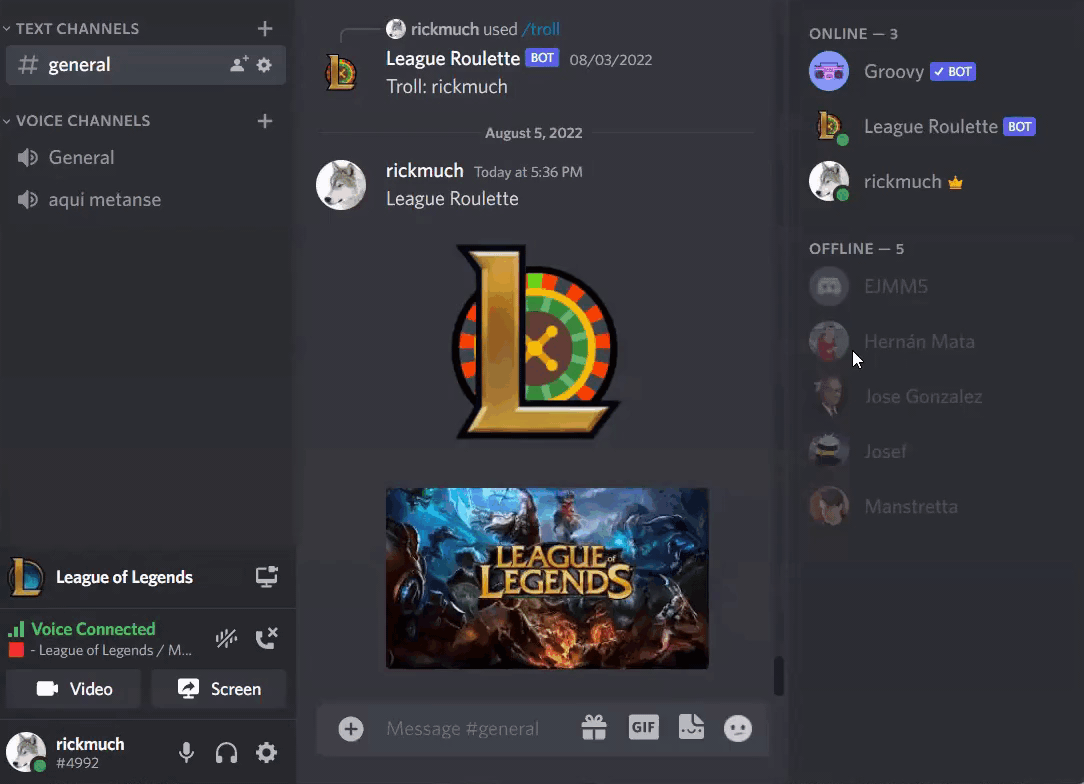 TEXT CHANNELS
general
VOICE CHANNELS
General
aquí metanse
League of Legends
Voice Connected
- League of Legends / M...
Video
Screen
rickmuch
#4992
rickmuch used /troll
League Roulette BOT 08/03/2022
Troll: rickmuch
August 5, 2022
rickmuch Today at 5:36 PM
League Roulette
LEAGUE of
LEGENDS
Message #general
GIF
ONLINE — 3
Groovy BOT
League Roulette BOT
rickmuch
OFFLINE — 5
EJMM5
Hernán Mata
Jose Gonzalez
Josef
Manstretta